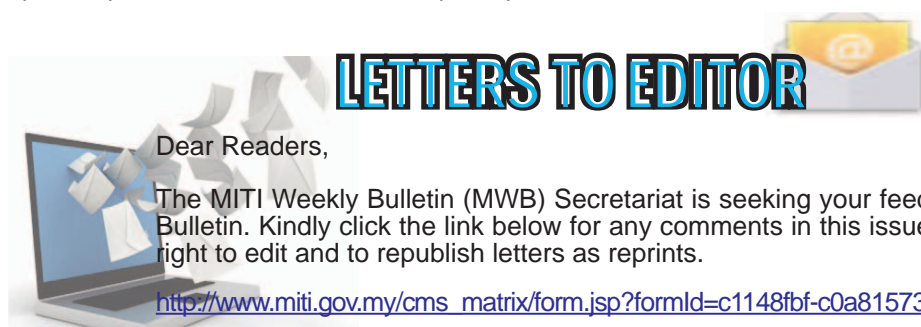 LETTERS TO EDITOR
Dear Readers,
The MITI Weekly Bulletin (MWB) Secretariat is seeking your
Bulletin. Kindly click the link below for any comments in this issue
right to edit and to republish letters as reprints.
http://www.miti.gov.my/cms_matrix/form.jsp?formId=c1148fbf-c0a81573